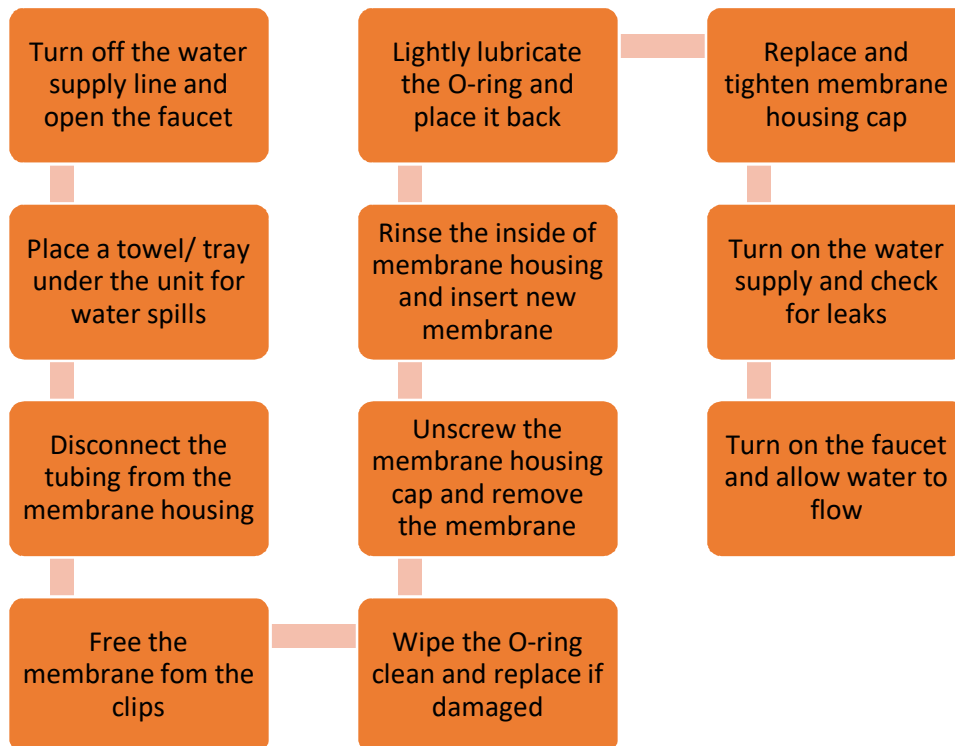 Turn off the water
supply line and
open the faucet
Place a towel/ tray
under the unit for
water spills
Disconnect the
tubing from the
membrane housing
Free the
membrane fom the
clips
Wipe the O-ring
clean and replace if
damaged
Unscrew the
membrane housing
cap and remove
the membrane
Rinse the inside of
membrane housing
and insert new
membrane
Lightly lubricate
the O-ring and
place it back
Replace and
tighten membrane
housing cap
Turn on the water
supply and check
for leaks
Turn on the faucet
and allow water to
flow